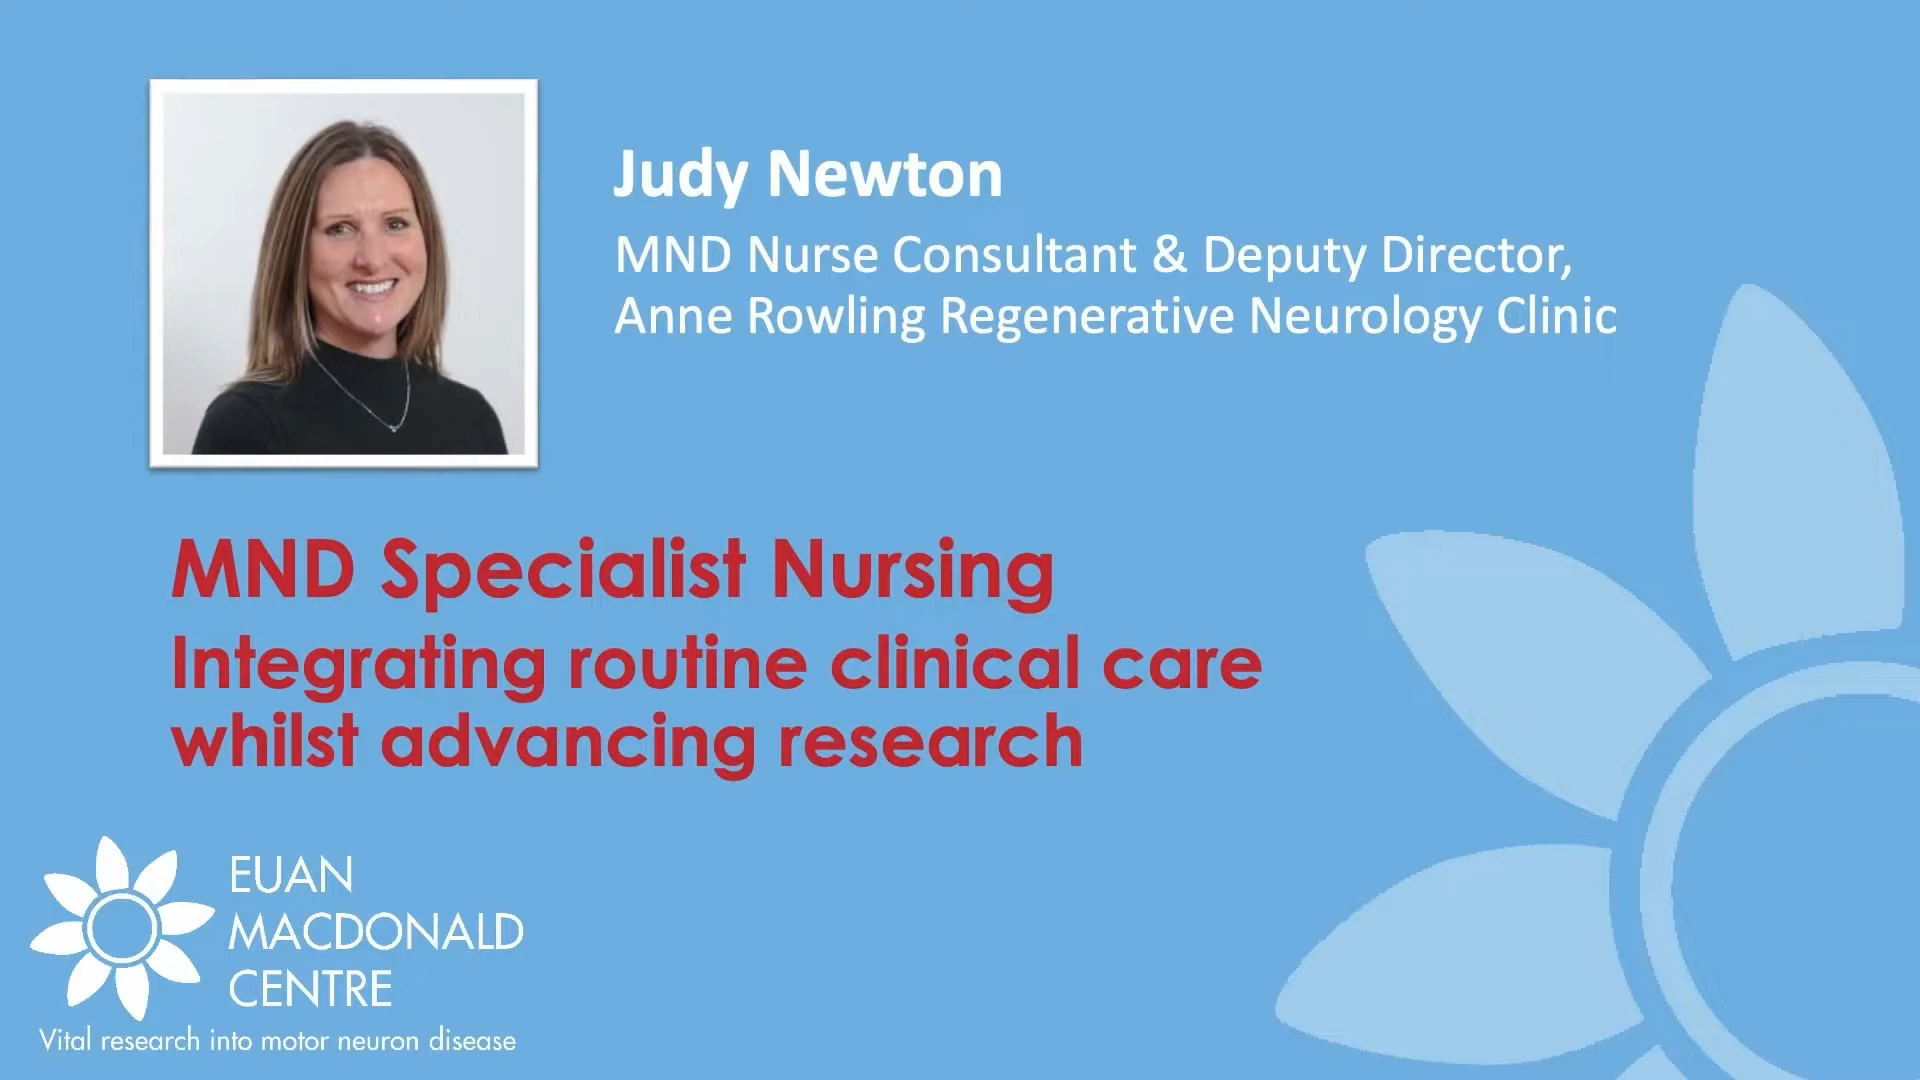 Judy Newton
MND Nurse Consultant & Deputy Director,
Anne Rowling Regenerative Neurology Clinic
MND Specialist Nursing
Integrating routine clinical care
whilst advancing research
EUAN
MACDONALD
CENTRE
Vital research into motor neuron disease